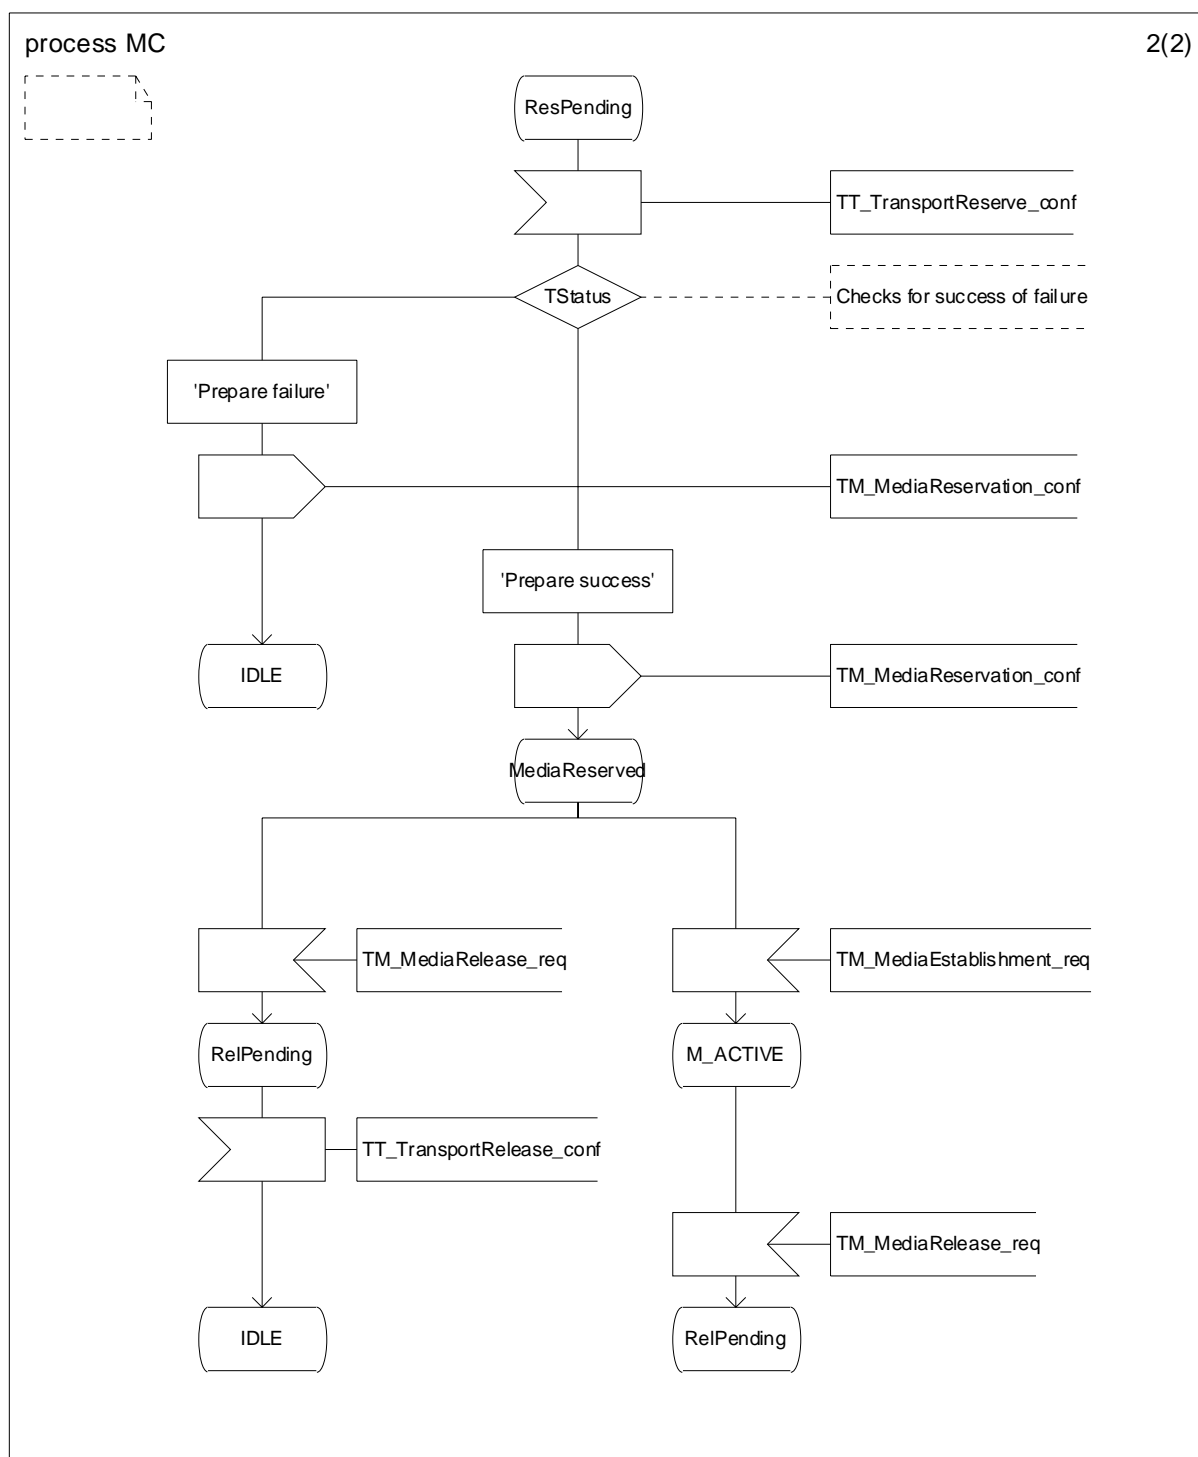 process MC
2(2)
ResPending
TT_TransportReserve_conf
TStatus
Checks for success of failure
'Prepare failure'
TM_MediaReservation_conf
'Prepare success'
IDLE
TM_MediaReservation_conf
MediaReserved
TM_MediaRelease_req
TM_MediaEstablishment_req
RelPending
M_ACTIVE
TT_TransportRelease_conf
TM_MediaRelease_req
IDLE
RelPending